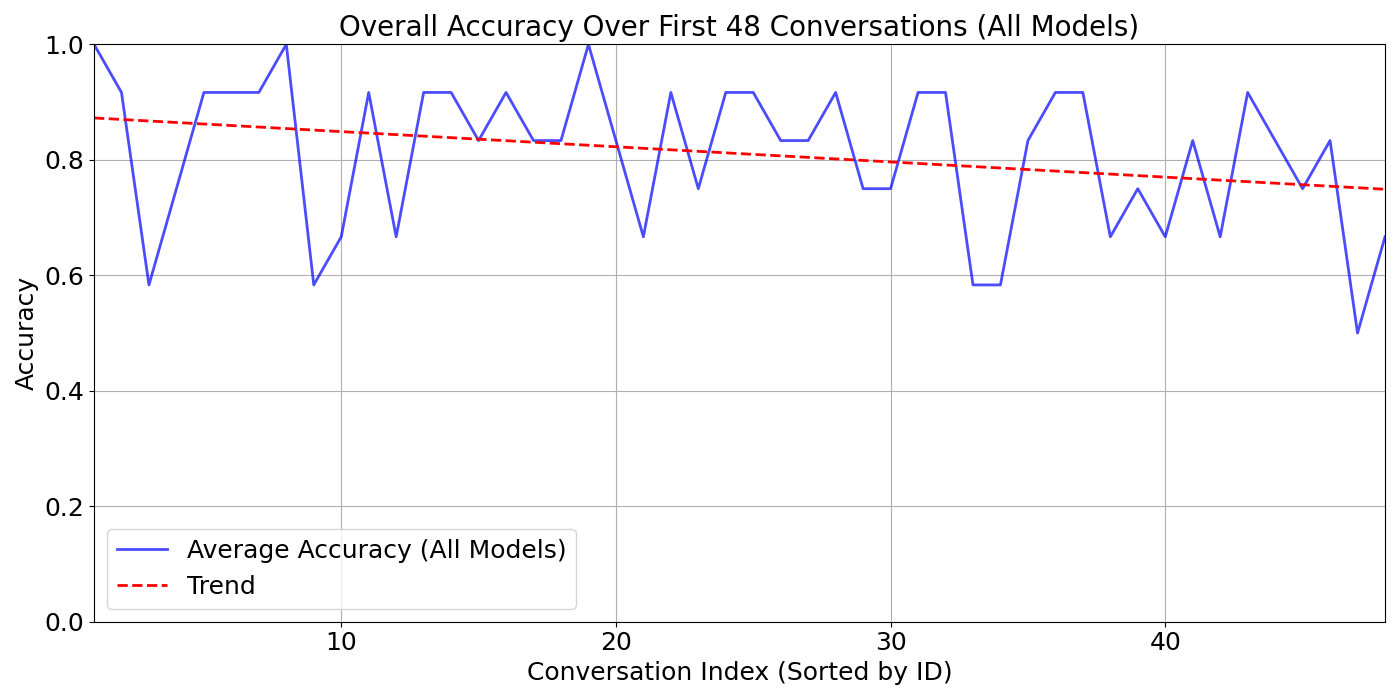 Overall Accuracy Over First 48 Conversations (All Models)
1.0
0.8
0.6
0.4
0.2
0.0
Accuracy
Average Accuracy (All Models)
Trend
10 20 30 40
Conversation Index (Sorted by ID)